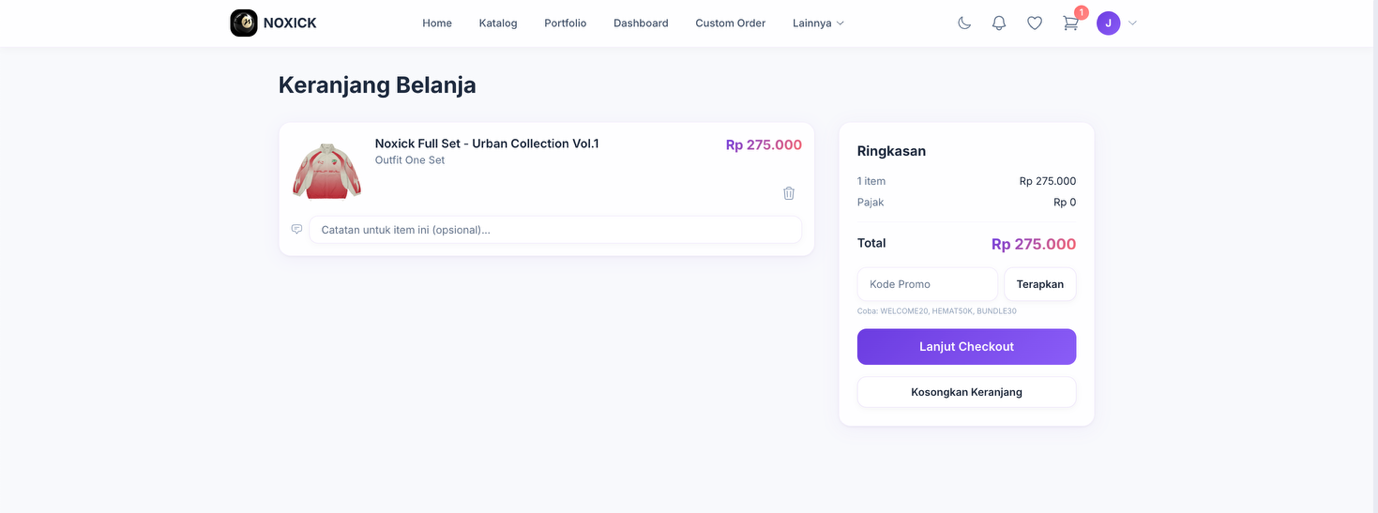 NOXICK
Home Katalog Portfolio Dashboard Custom Order Lainnya
1
J
Keranjang Belanja
Noxick Full Set - Urban Collection Vol.1
Rp 275.000
Outfit One Set
Catatan untuk item ini (opsional)...
Ringkasan
1 item Rp 275.000
Pajak Rp 0
Total Rp 275.000
Kode Promo Terapkan
Coba: WELCOME20, HEMAT50K, BUNDLE30
Lanjut Checkout
Kosongkan Keranjang